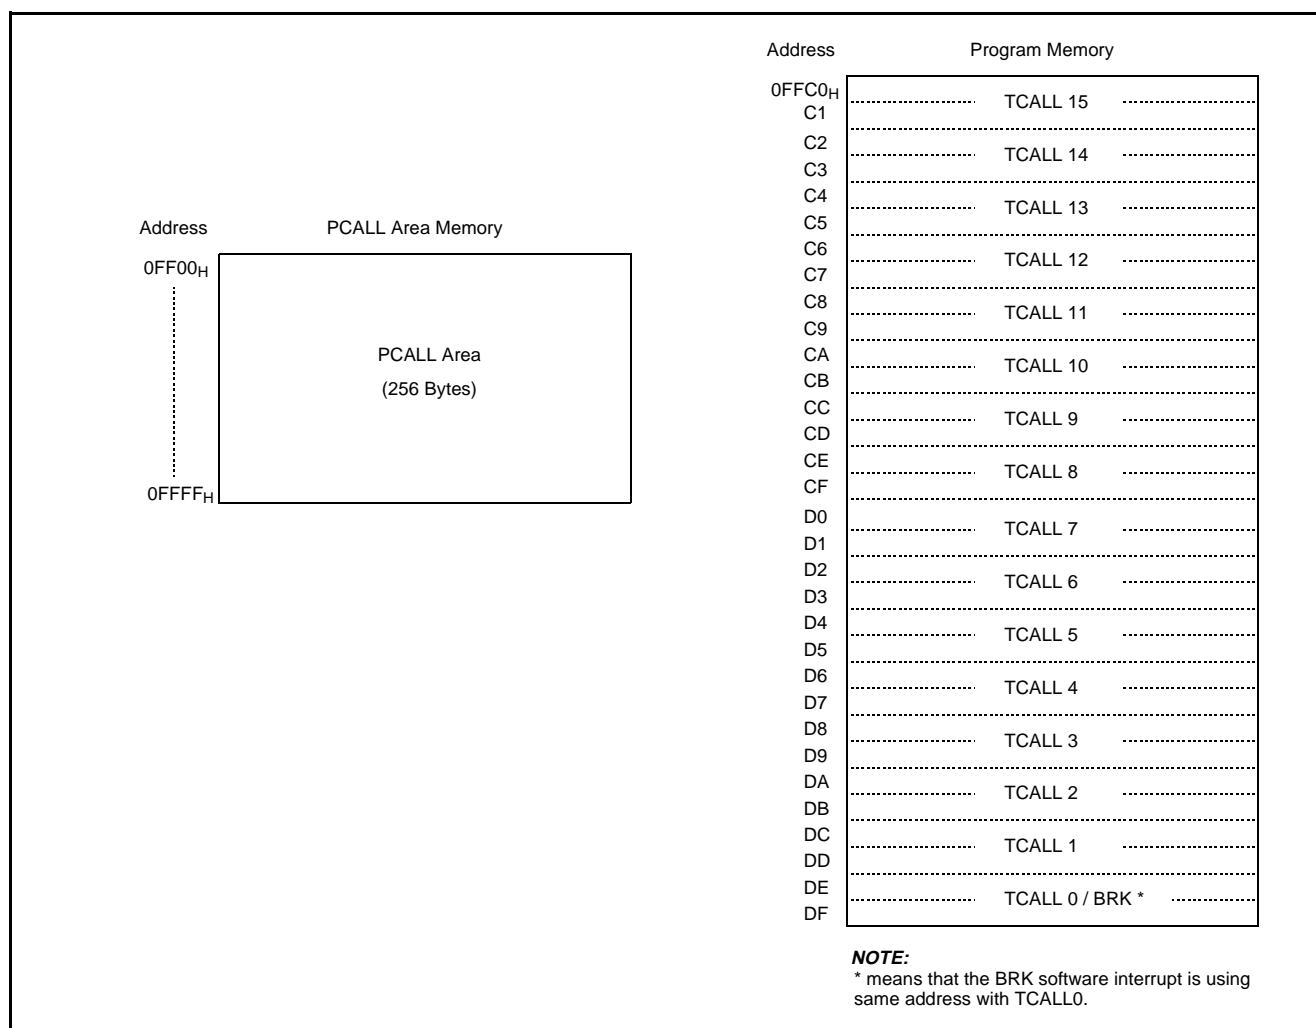 Address PCALL Area Memory
0FF00H
PCALL Area
(256 Bytes)
0FFFFH
Address Program Memory
0FFC0H
TCALL 15
C1
C2
TCALL 14
C3
C4
TCALL 13
C5
C6
TCALL 12
C7
C8
TCALL 11
C9
CA
TCALL 10
CB
CC
TCALL 9
CD
CE
TCALL 8
CF
D0
TCALL 7
D1
D2
TCALL 6
D3
D4
TCALL 5
D5
D6
TCALL 4
D7
D8
TCALL 3
D9
DA
TCALL 2
DB
DC
TCALL 1
DD
DE
TCALL 0 / BRK *
DF
NOTE:
* means that the BRK software interrupt is using
same address with TCALL0.